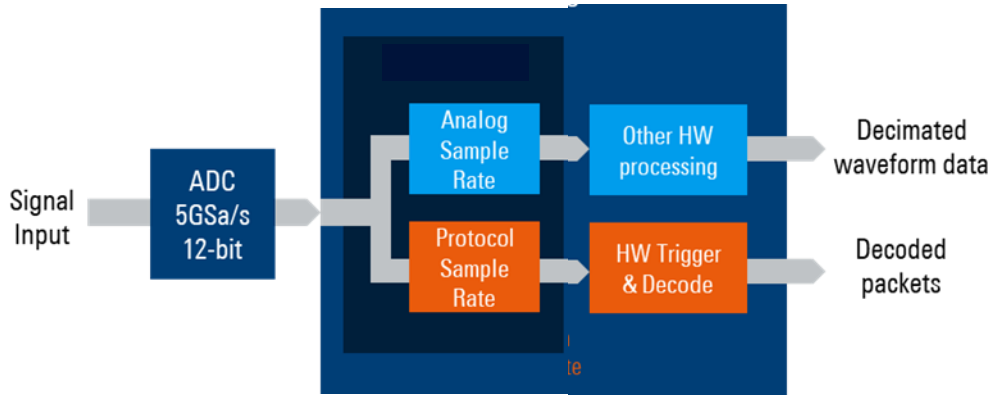 Signal
Input
ADC
5GSa/s
12-bit
Analog
Sample
Rate
Other HW
processing
Decimated
waveform data
Protocol
Sample
Rate
HW Trigger
& Decode
Decoded
packets
te